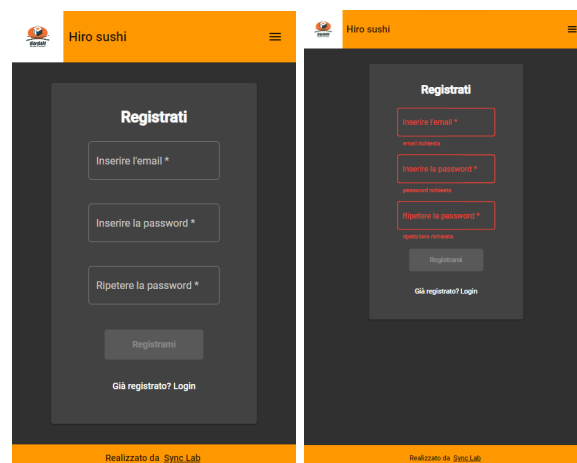 Hiro sushi
Registrati
Inserire l'email *
Inserire la password *
Ripetere la password *
Registrami
Già registrato? Login
Realizzato da Sync Lab
Hiro sushi
Registrati
Inserire l'email *
email richiesta
Inserire la password *
password richiesta
Ripetere la password *
ripetizione richiesta
Registrami
Già registrato? Login
Realizzato da Sync Lab